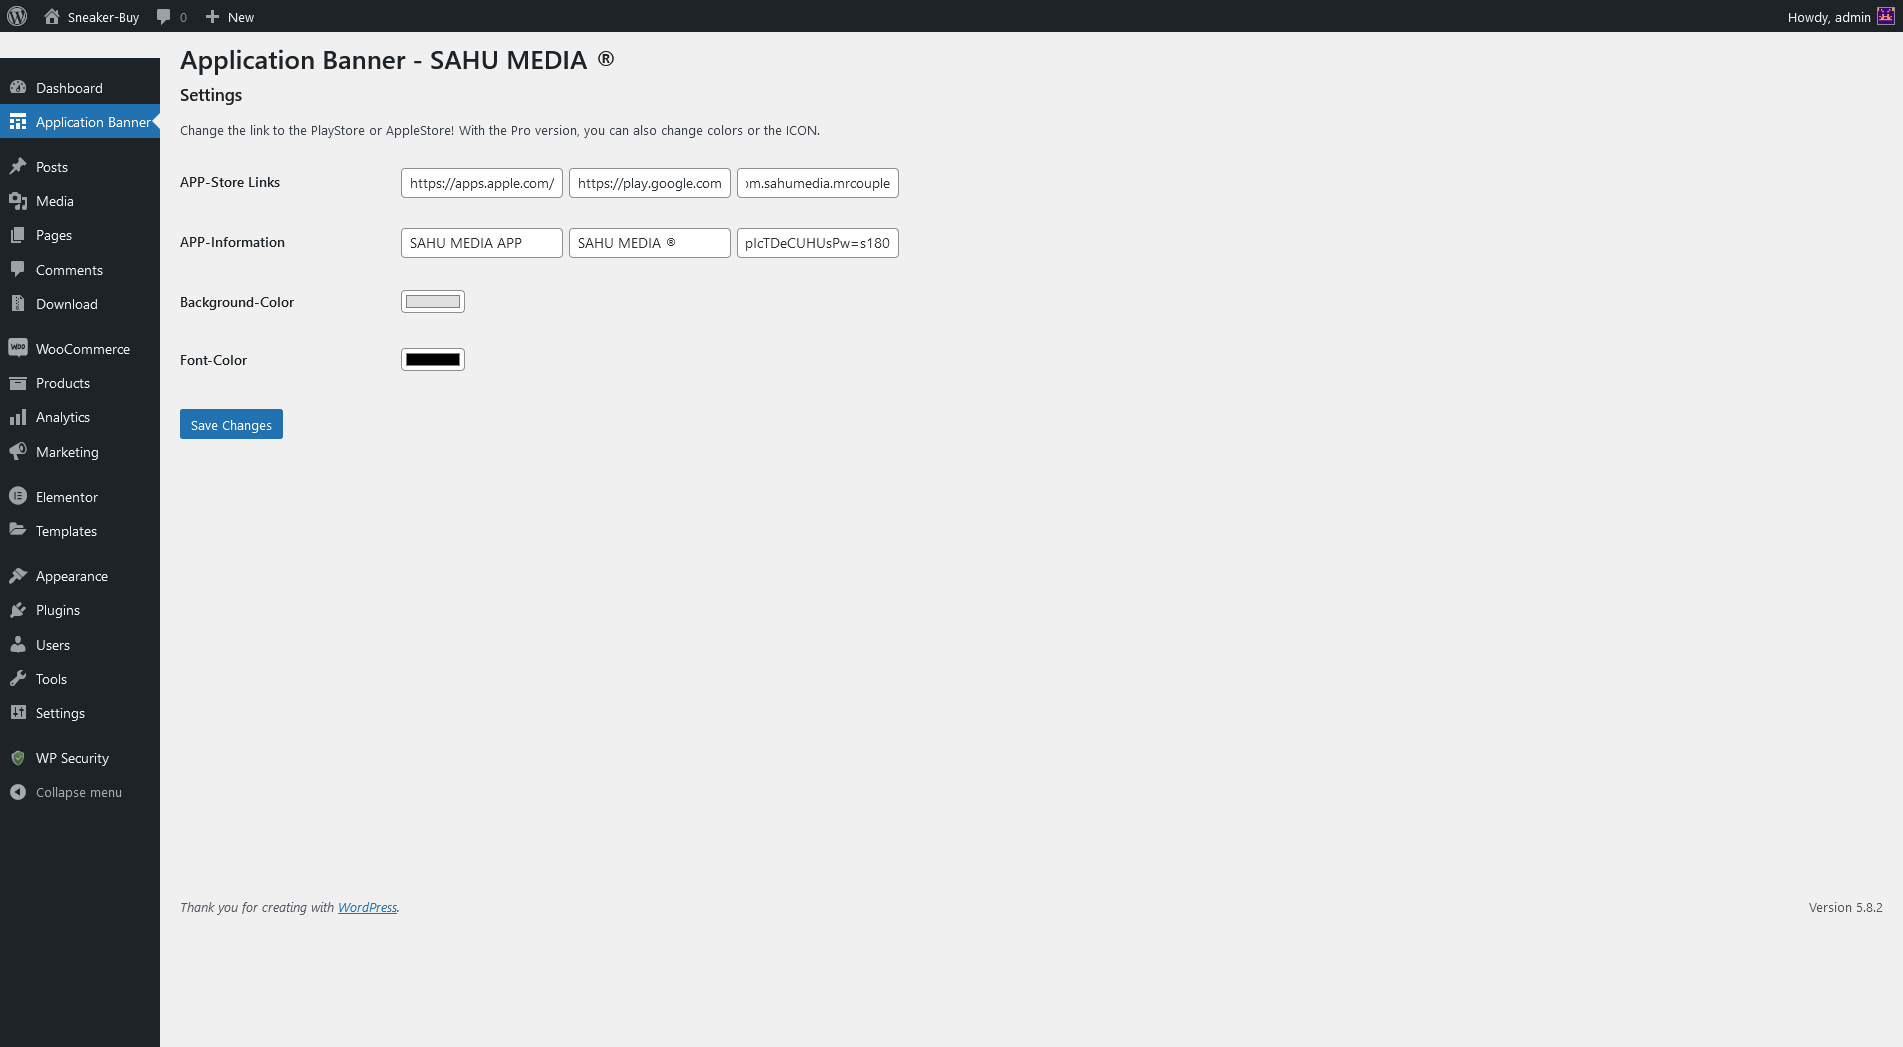 Sneaker-Buy 0 New Howdy, admin
Application Banner - SAHU MEDIA ®
Settings
Change the link to the PlayStore or AppleStore! With the Pro version, you can also change colors or the ICON.
APP-Store Links https://apps.apple.com/ https://play.google.com om.sahumedia.mrcouple
APP-Information SAHU MEDIA APP SAHU MEDIA ® pIcTDeCUHUsPw=s180
Background-Color
Font-Color
Save Changes
Dashboard
Application Banner
Posts
Media
Pages
Comments
Download
WooCommerce
Products
Analytics
Marketing
Elementor
Templates
Appearance
Plugins
Users
Tools
Settings
WP Security
Collapse menu
Thank you for creating with WordPress. Version 5.8.2